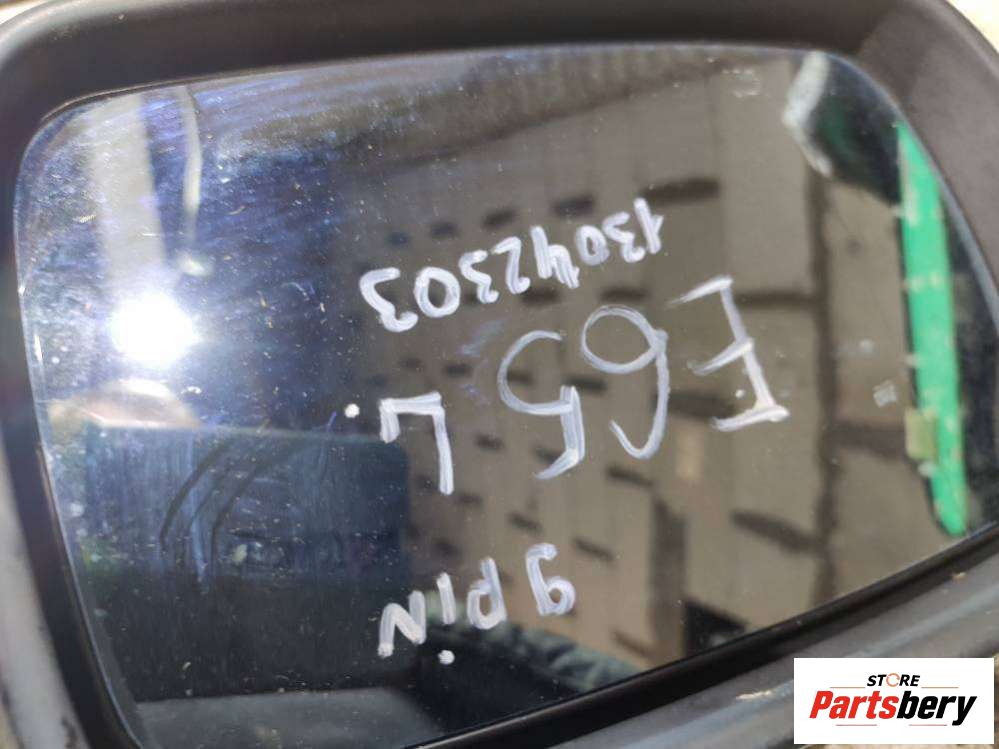 9 PiN
E65 L
13042303
STORE
Partsbery